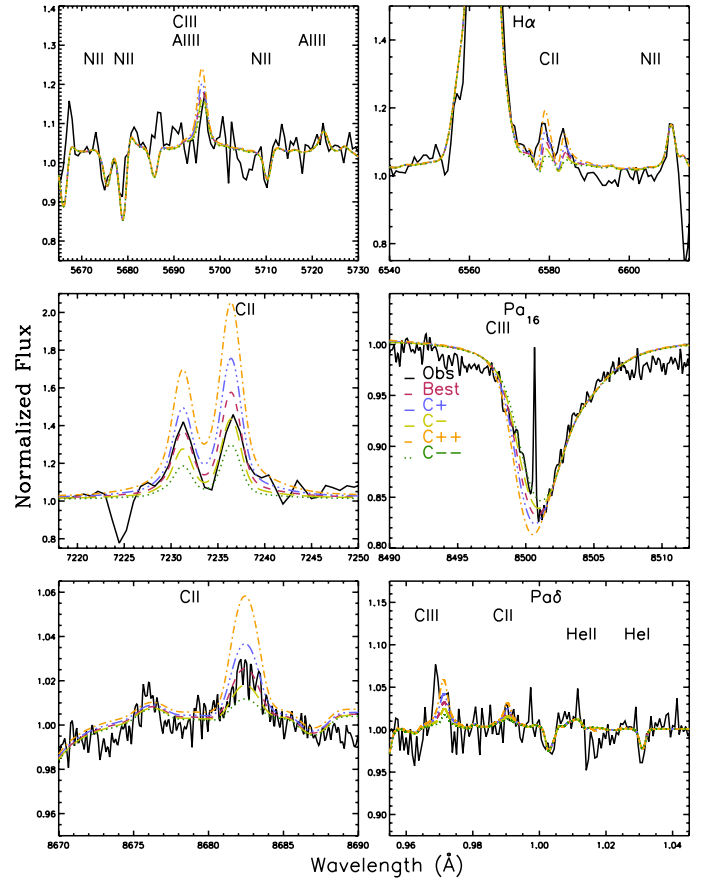 CIII
AlIII AlIII
NII NII NII
1.4
1.3
1.2
1.1
1.0
0.9
0.8
5670 5680 5690 5700 5710 5720 5730
Hα
CII NII
1.4
1.2
1.0
0.8
6540 6560 6580 6600
CII
2.0
1.8
1.6
1.4
1.2
1.0
0.8
7220 7225 7230 7235 7240 7245 7250
Pa16
CIII
1.00
0.95
0.90
0.85
0.80
Obs
Best
C+
C-
C++
C--
8490 8495 8500 8505 8510
CII
1.06
1.04
1.02
1.00
0.98
0.96
8670 8675 8680 8685 8690
Paδ
CIII CII
HeII HeI
1.15
1.10
1.05
1.00
0.95
0.90
0.96 0.98 1.00 1.02 1.04
Normalized Flux
Wavelength (Å)